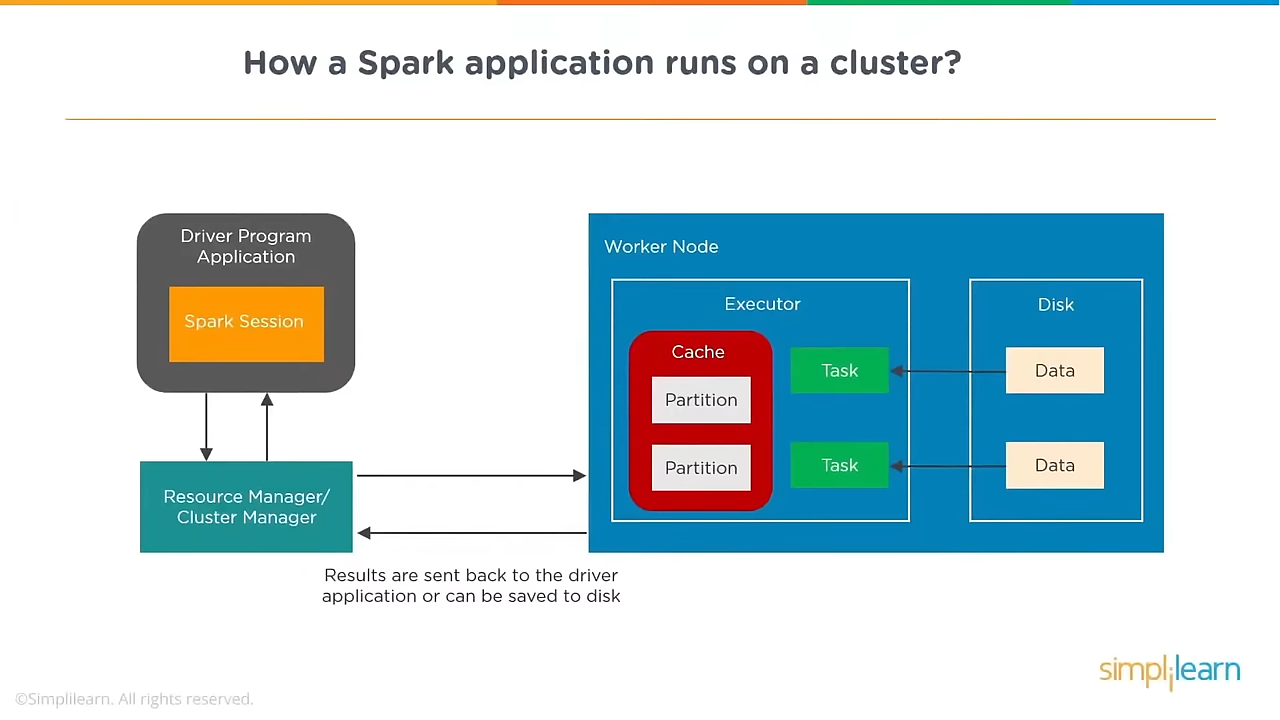 How a Spark application runs on a cluster?
Driver Program
Application
Spark Session
Resource Manager/
Cluster Manager
Worker Node
Executor
Cache
Partition
Partition
Task
Task
Disk
Data
Data
Results are sent back to the driver
application or can be saved to disk
simplilearn
©Simplilearn. All rights reserved.